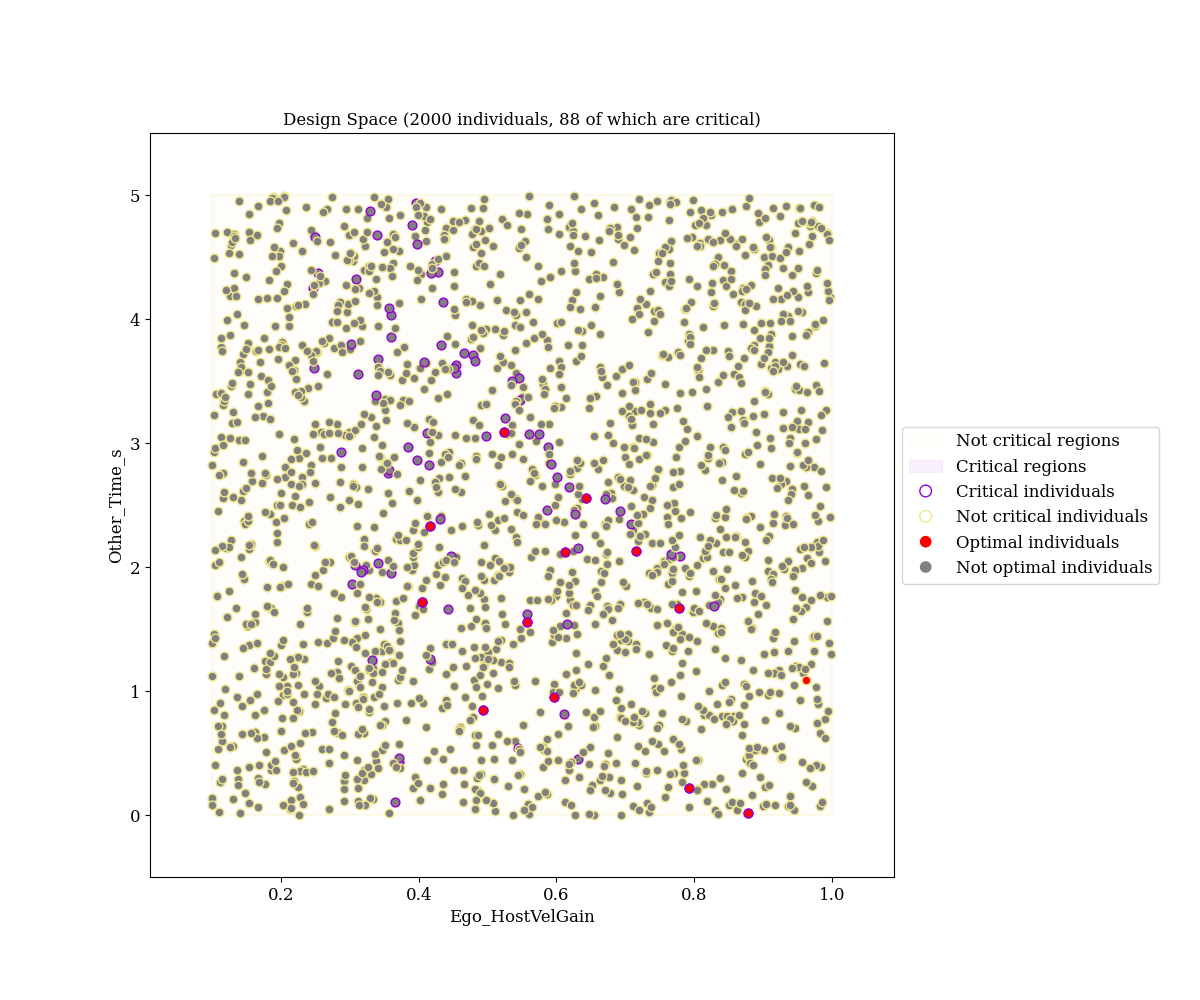 Design Space (2000 individuals, 88 of which are critical)
5
4
3
2
1
0
Other_Time_s
0.2
0.4
0.6
0.8
1.0
Ego_HostVelGain
Not critical regions
Critical regions
Critical individuals
Not critical individuals
Optimal individuals
Not optimal individuals